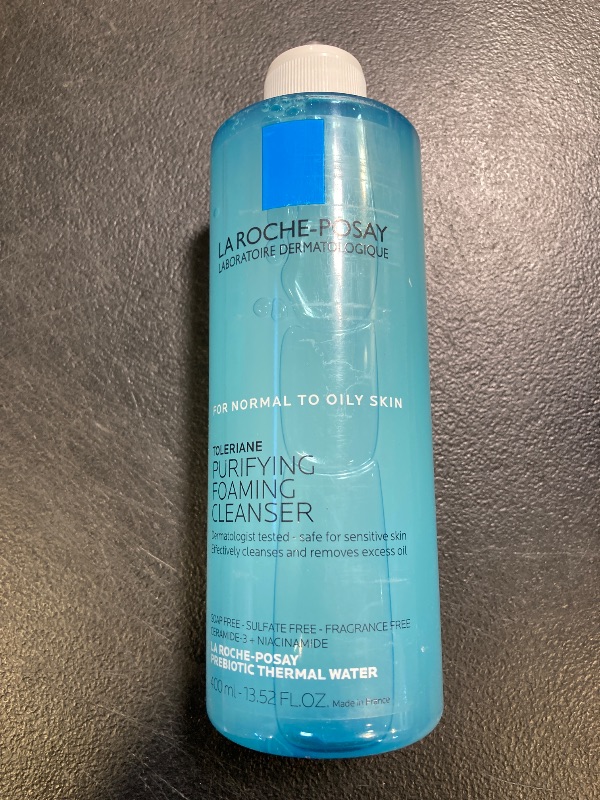 LA ROCHE-POSAY
LABORATOIRE DERMATOLOGIQUE
FOR NORMAL TO OILY SKIN
TOLERIANE
PURIFYING
FOAMING
CLEANSER
Dermatologist tested - safe for sensitive skin
Effectively cleanses and removes excess oil
SOAP FREE - SULFATE FREE - FRAGRANCE FREE
CERAMIDE-3 + NIACINAMIDE
LA ROCHE-POSAY
PREBIOTIC THERMAL WATER
400 ml - 13.52 FL.OZ. Made in France